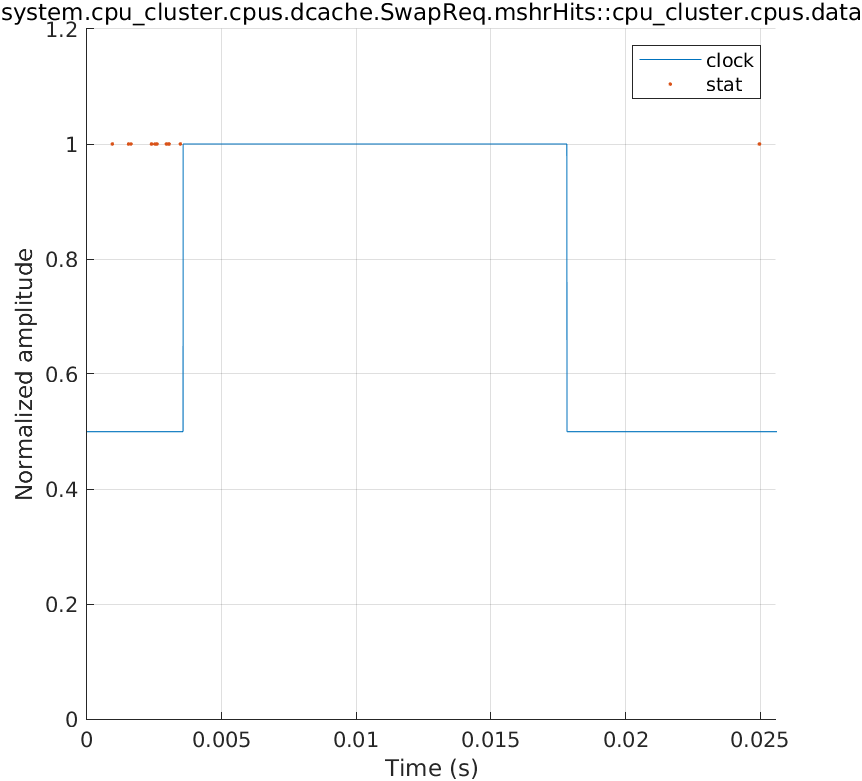 system.cpu_cluster.cpus.dcache.SwapReq.mshrHits::cpu_cluster.cpus.data
1.2
clock
stat
1
0.8
0.6
0.4
0.2
0
Normalized amplitude
0 0.005 0.01 0.015 0.02 0.025
Time (s)